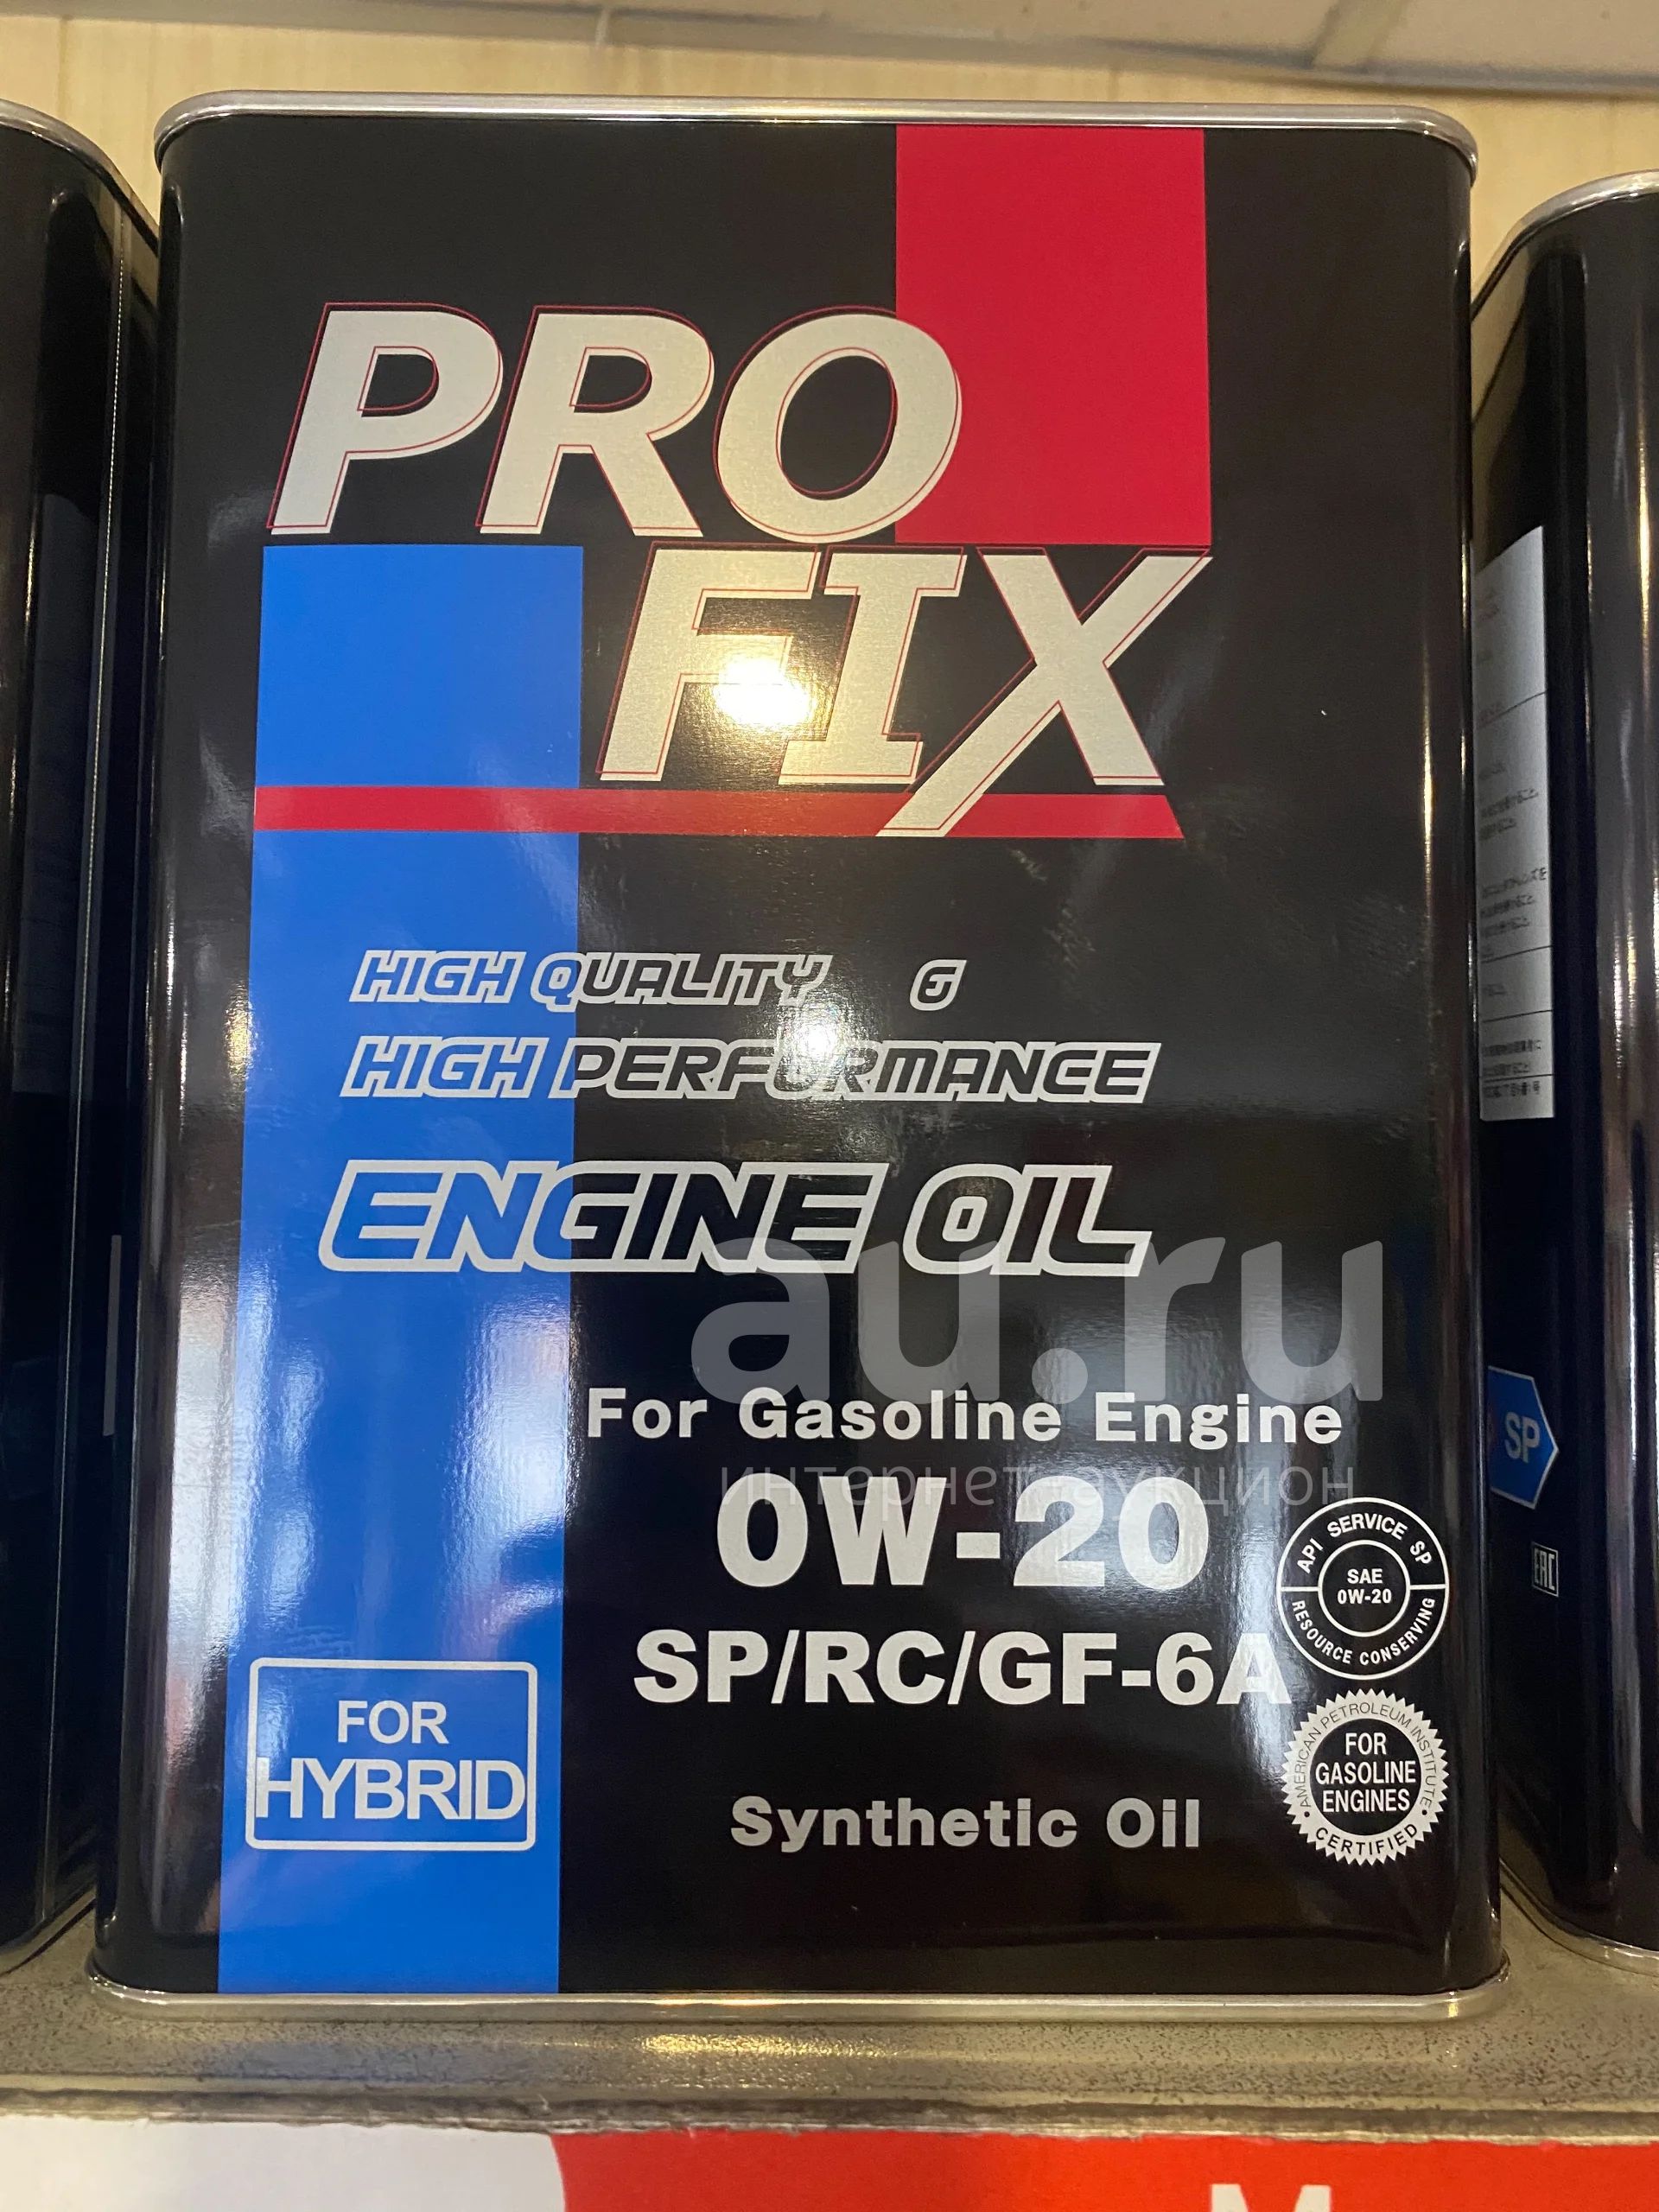 PRO
FIX
HIGH QUALITY &
HIGH PERFORMANCE
ENGINE OIL
au.ru
For Gasoline Engine
интернет-аукцион
0W-20
SP/RC/GF-6A
API SERVICE SP
SAE
0W-20
RESOURCE CONSERVING
FOR
HYBRID
Synthetic Oil
AMERICAN PETROLEUM INSTITUTE
FOR
GASOLINE
ENGINES
CERTIFIED
SP
EAC
M